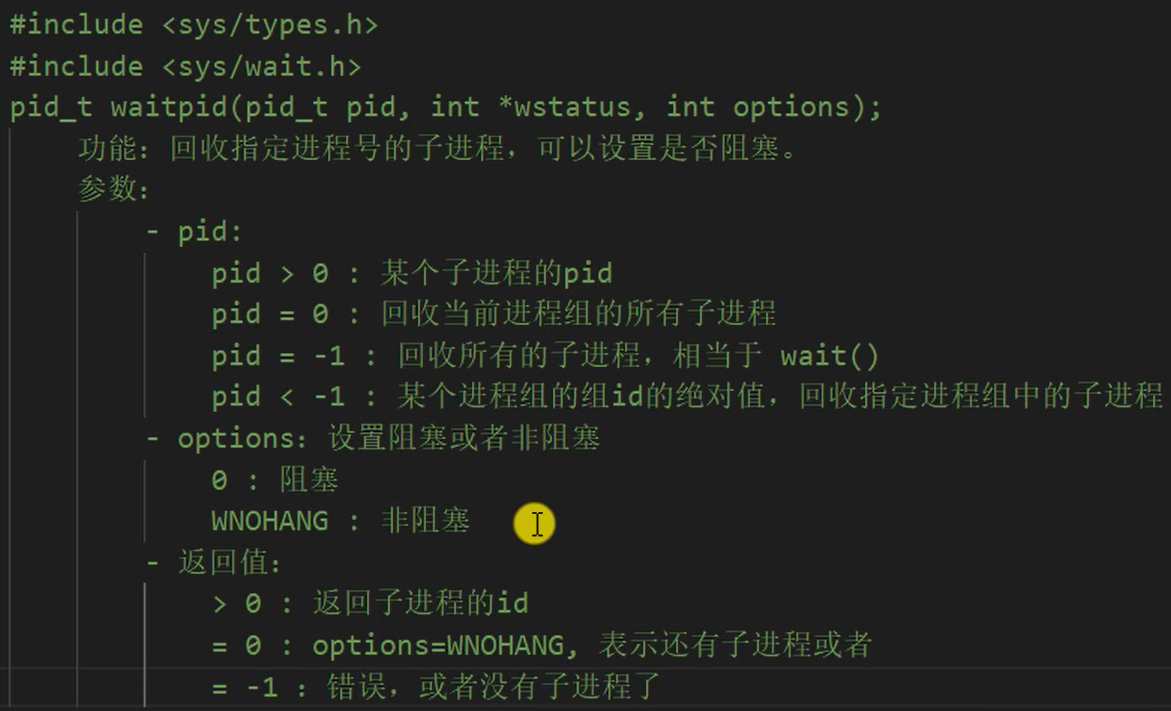 #include <sys/types.h>
#include <sys/wait.h>
pid_t waitpid(pid_t pid, int *wstatus, int options);
功能：回收指定进程号的子进程，可以设置是否阻塞。
参数：
- pid:
pid > 0 : 某个子进程的pid
pid = 0 : 回收当前进程组的所有子进程
pid = -1 : 回收所有的子进程，相当于 wait()
pid < -1 : 某个进程组的组id的绝对值，回收指定进程组中的子进程
- options：设置阻塞或者非阻塞
0 : 阻塞
WNOHANG : 非阻塞
- 返回值：
> 0 : 返回子进程的id
= 0 : options=WNOHANG, 表示还有子进程或者
= -1 : 错误，或者没有子进程了